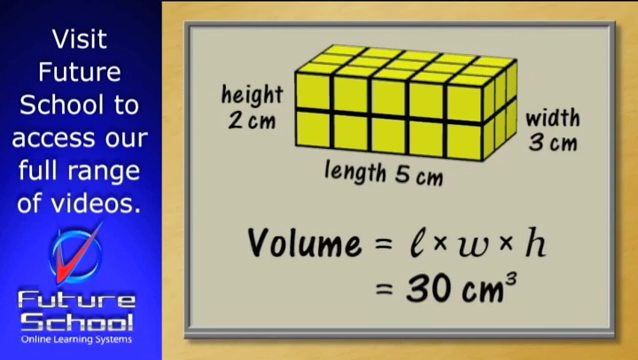 Visit
Future
School to
access our
full range
of videos.
Future
School
Online Learning Systems
height
2 cm
width
3 cm
length 5 cm
Volume = ℓ × w × h
= 30 cm³